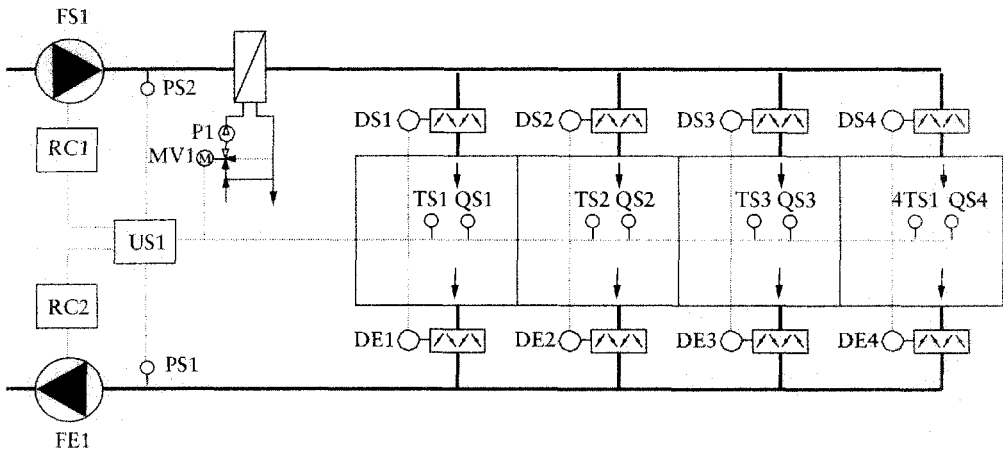 FS1
PS2
RC1
P1
MV1
M
DS1
DS2
DS3
DS4
TS1 QS1
TS2 QS2
TS3 QS3
4TS1 QS4
US1
RC2
DE1
DE2
DE3
DE4
PS1
FE1